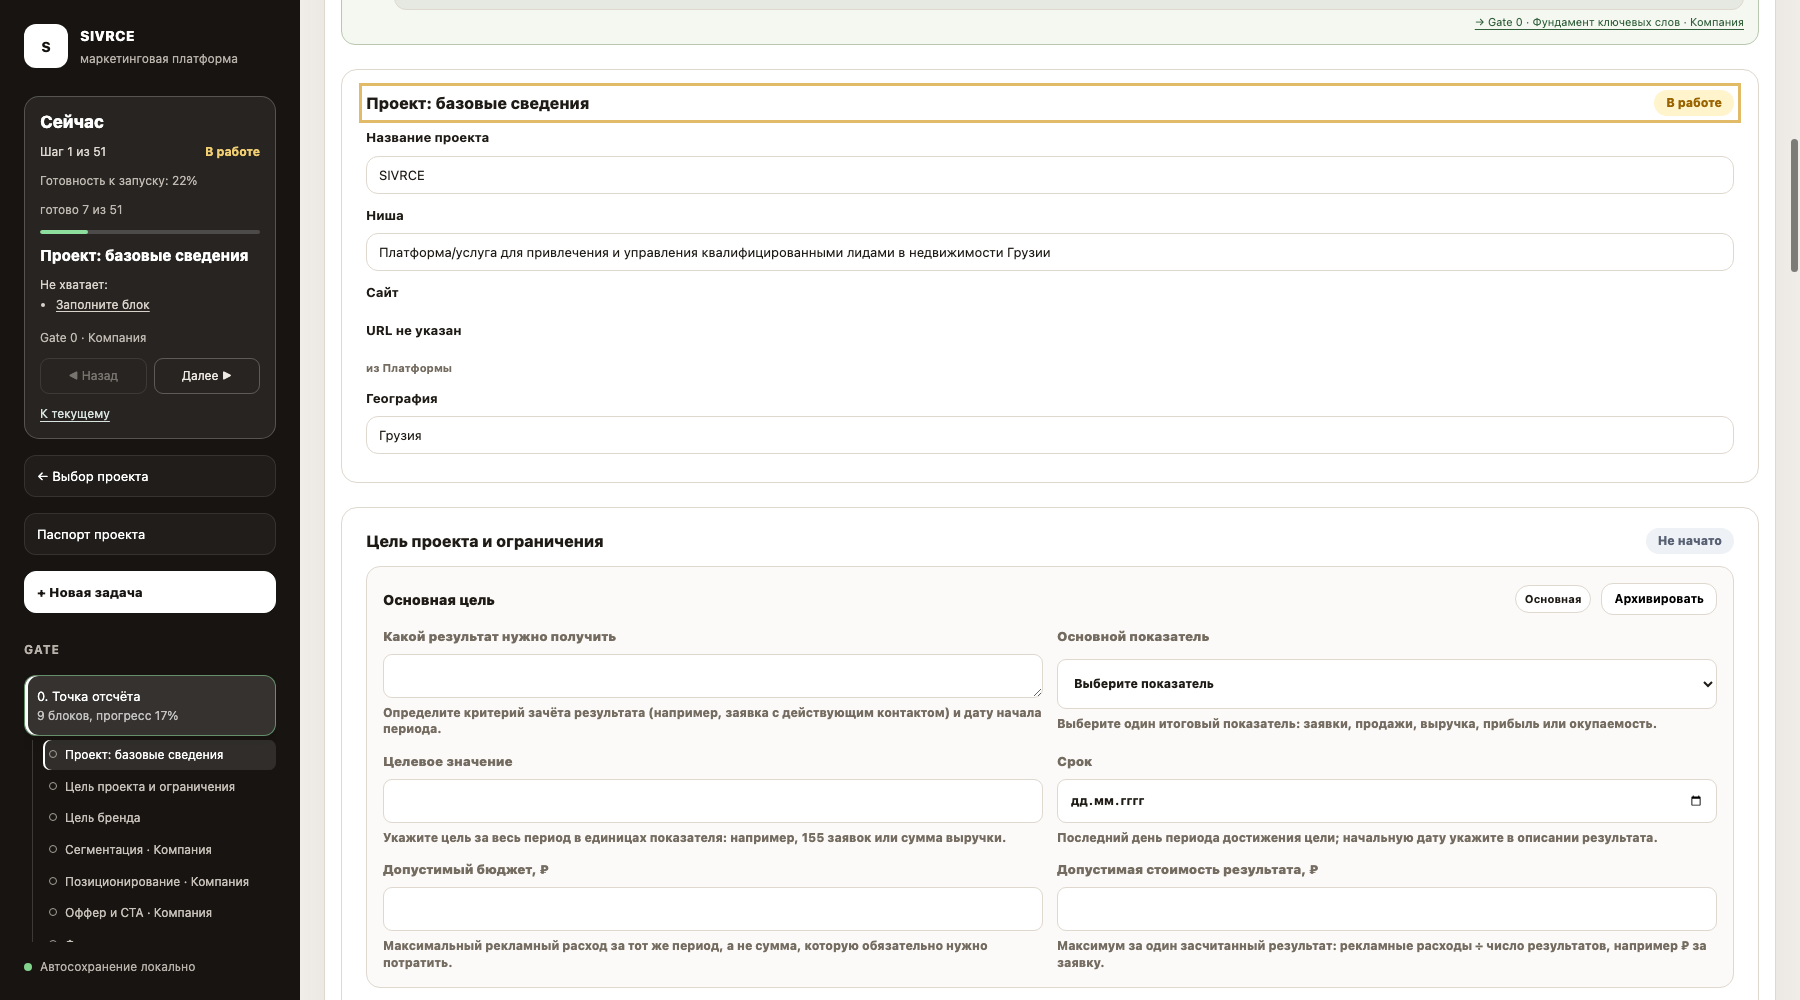 S
SIVRCE
маркетинговая платформа
Сейчас
Шаг 1 из 51
В работе
Готовность к запуску: 22%
готово 7 из 51
Проект: базовые сведения
Не хватает:
• Заполните блок
Gate 0 · Компания
◀ Назад
Далее ▶
К текущему
← Выбор проекта
Паспорт проекта
+ Новая задача
GATE
0. Точка отсчёта
9 блоков, прогресс 17%
Проект: базовые сведения
Цель проекта и ограничения
Цель бренда
Сегментация · Компания
Позиционирование · Компания
Оффер и СТА · Компания
Автосохранение локально
→ Gate 0 · Фундамент ключевых слов · Компания
Проект: базовые сведения
В работе
Название проекта
SIVRCE
Ниша
Платформа/услуга для привлечения и управления квалифицированными лидами в недвижимости Грузии
Сайт
URL не указан
из Платформы
География
Грузия
Цель проекта и ограничения
Не начато
Основная цель
Основная
Архивировать
Какой результат нужно получить
Определите критерий зачёта результата (например, заявка с действующим контактом) и дату начала
периода.
Основной показатель
Выберите показатель
Выберите один итоговый показатель: заявки, продажи, выручка, прибыль или окупаемость.
Целевое значение
Укажите цель за весь период в единицах показателя: например, 155 заявок или сумма выручки.
Срок
дд.мм.гггг
Последний день периода достижения цели; начальную дату укажите в описании результата.
Допустимый бюджет, ₽
Максимальный рекламный расход за тот же период, а не сумма, которую обязательно нужно
потратить.
Допустимая стоимость результата, ₽
Максимум за один засчитанный результат: рекламные расходы ÷ число результатов, например ₽ за
заявку.